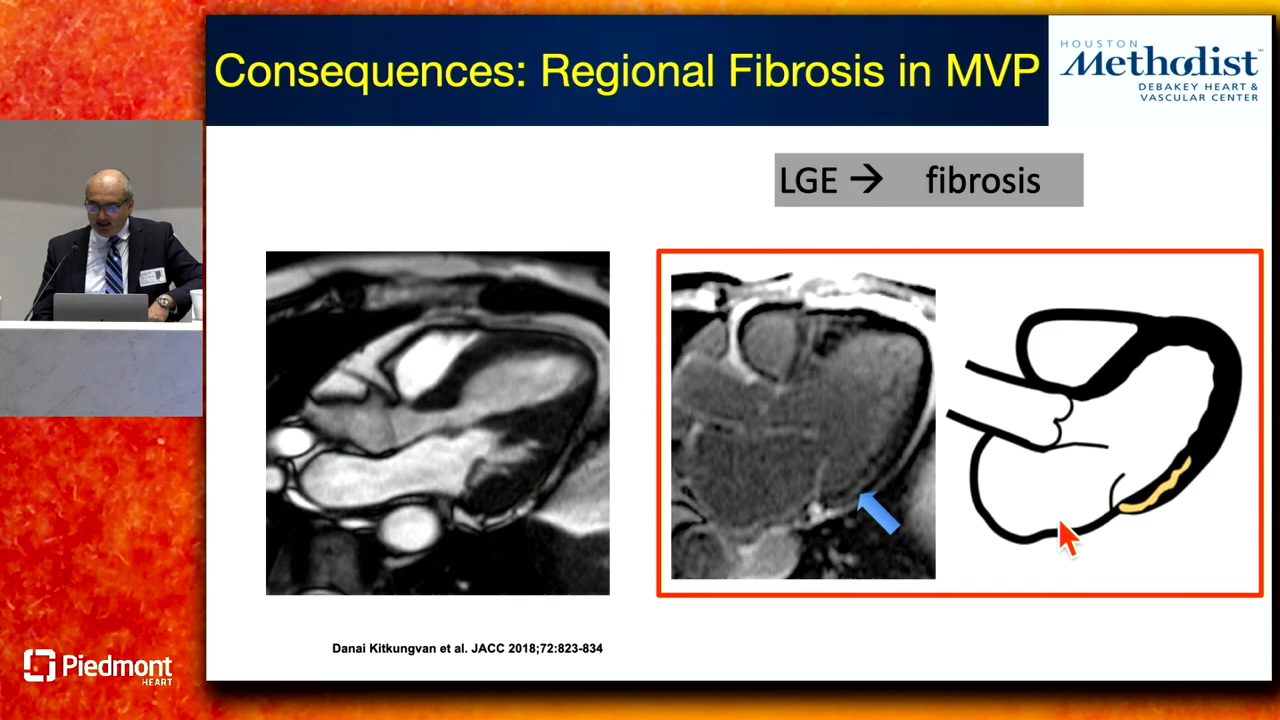 Consequences: Regional Fibrosis in MVP
HOUSTON
Methodist
DEBAKEY HEART &
VASCULAR CENTER
LGE → fibrosis
Danai Kitkungvan et al. JACC 2018;72:823-834
Piedmont
HEART